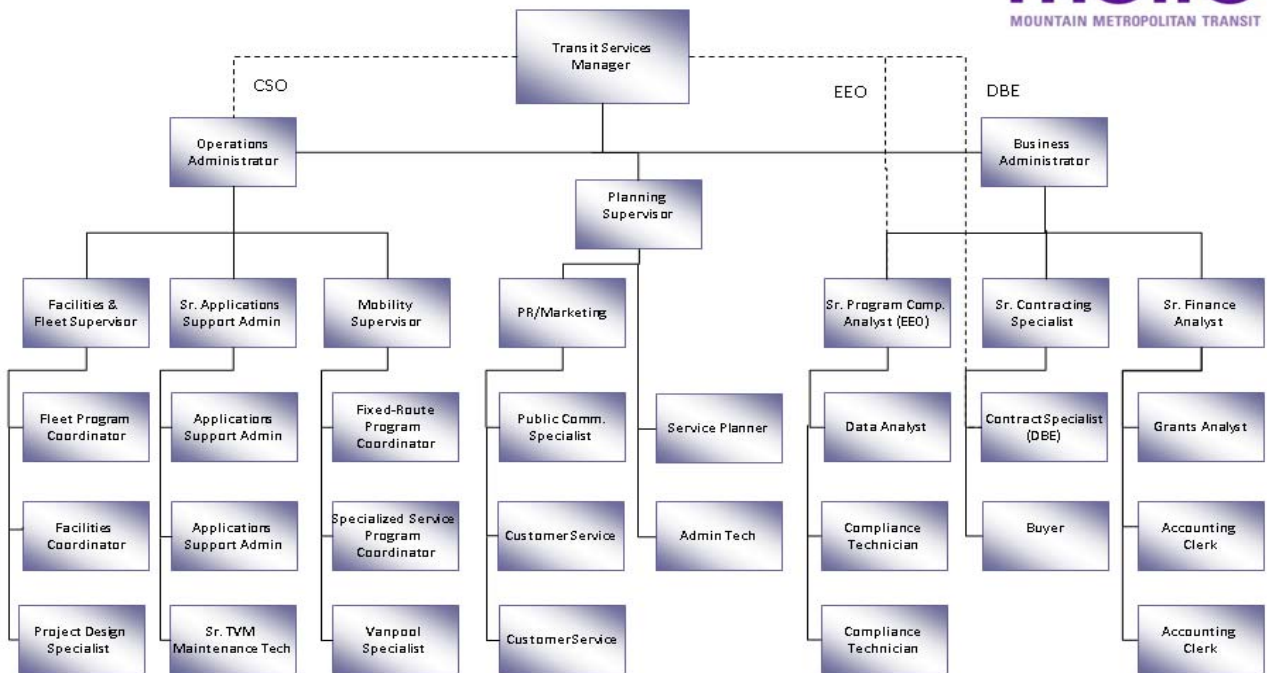 MOUNTAIN METROPOLITAN TRANSIT
Transit Services
Manager
CSO
EEO
DBE
Operations
Administrator
Business
Administrator
Planning
Supervisor
Facilities &
Fleet Supervisor
Sr. Applications
Support Admin
Mobility
Supervisor
PR/Marketing
Sr. Program Comp.
Analyst (EEO)
Sr. Contracting
Specialist
Sr. Finance
Analyst
Fleet Program
Coordinator
Applications
Support Admin
Fixed-Route
Program
Coordinator
Public Comm.
Specialist
Service Planner
Data Analyst
Contract Specialist
(DBE)
Grants Analyst
Facilities
Coordinator
Applications
Support Admin
Specialized Service
Program
Coordinator
Customer Service
Admin Tech
Compliance
Technician
Buyer
Accounting
Clerk
Project Design
Specialist
Sr. TVM
Maintenance Tech
Vanpool
Specialist
Customer Service
Compliance
Technician
Accounting
Clerk